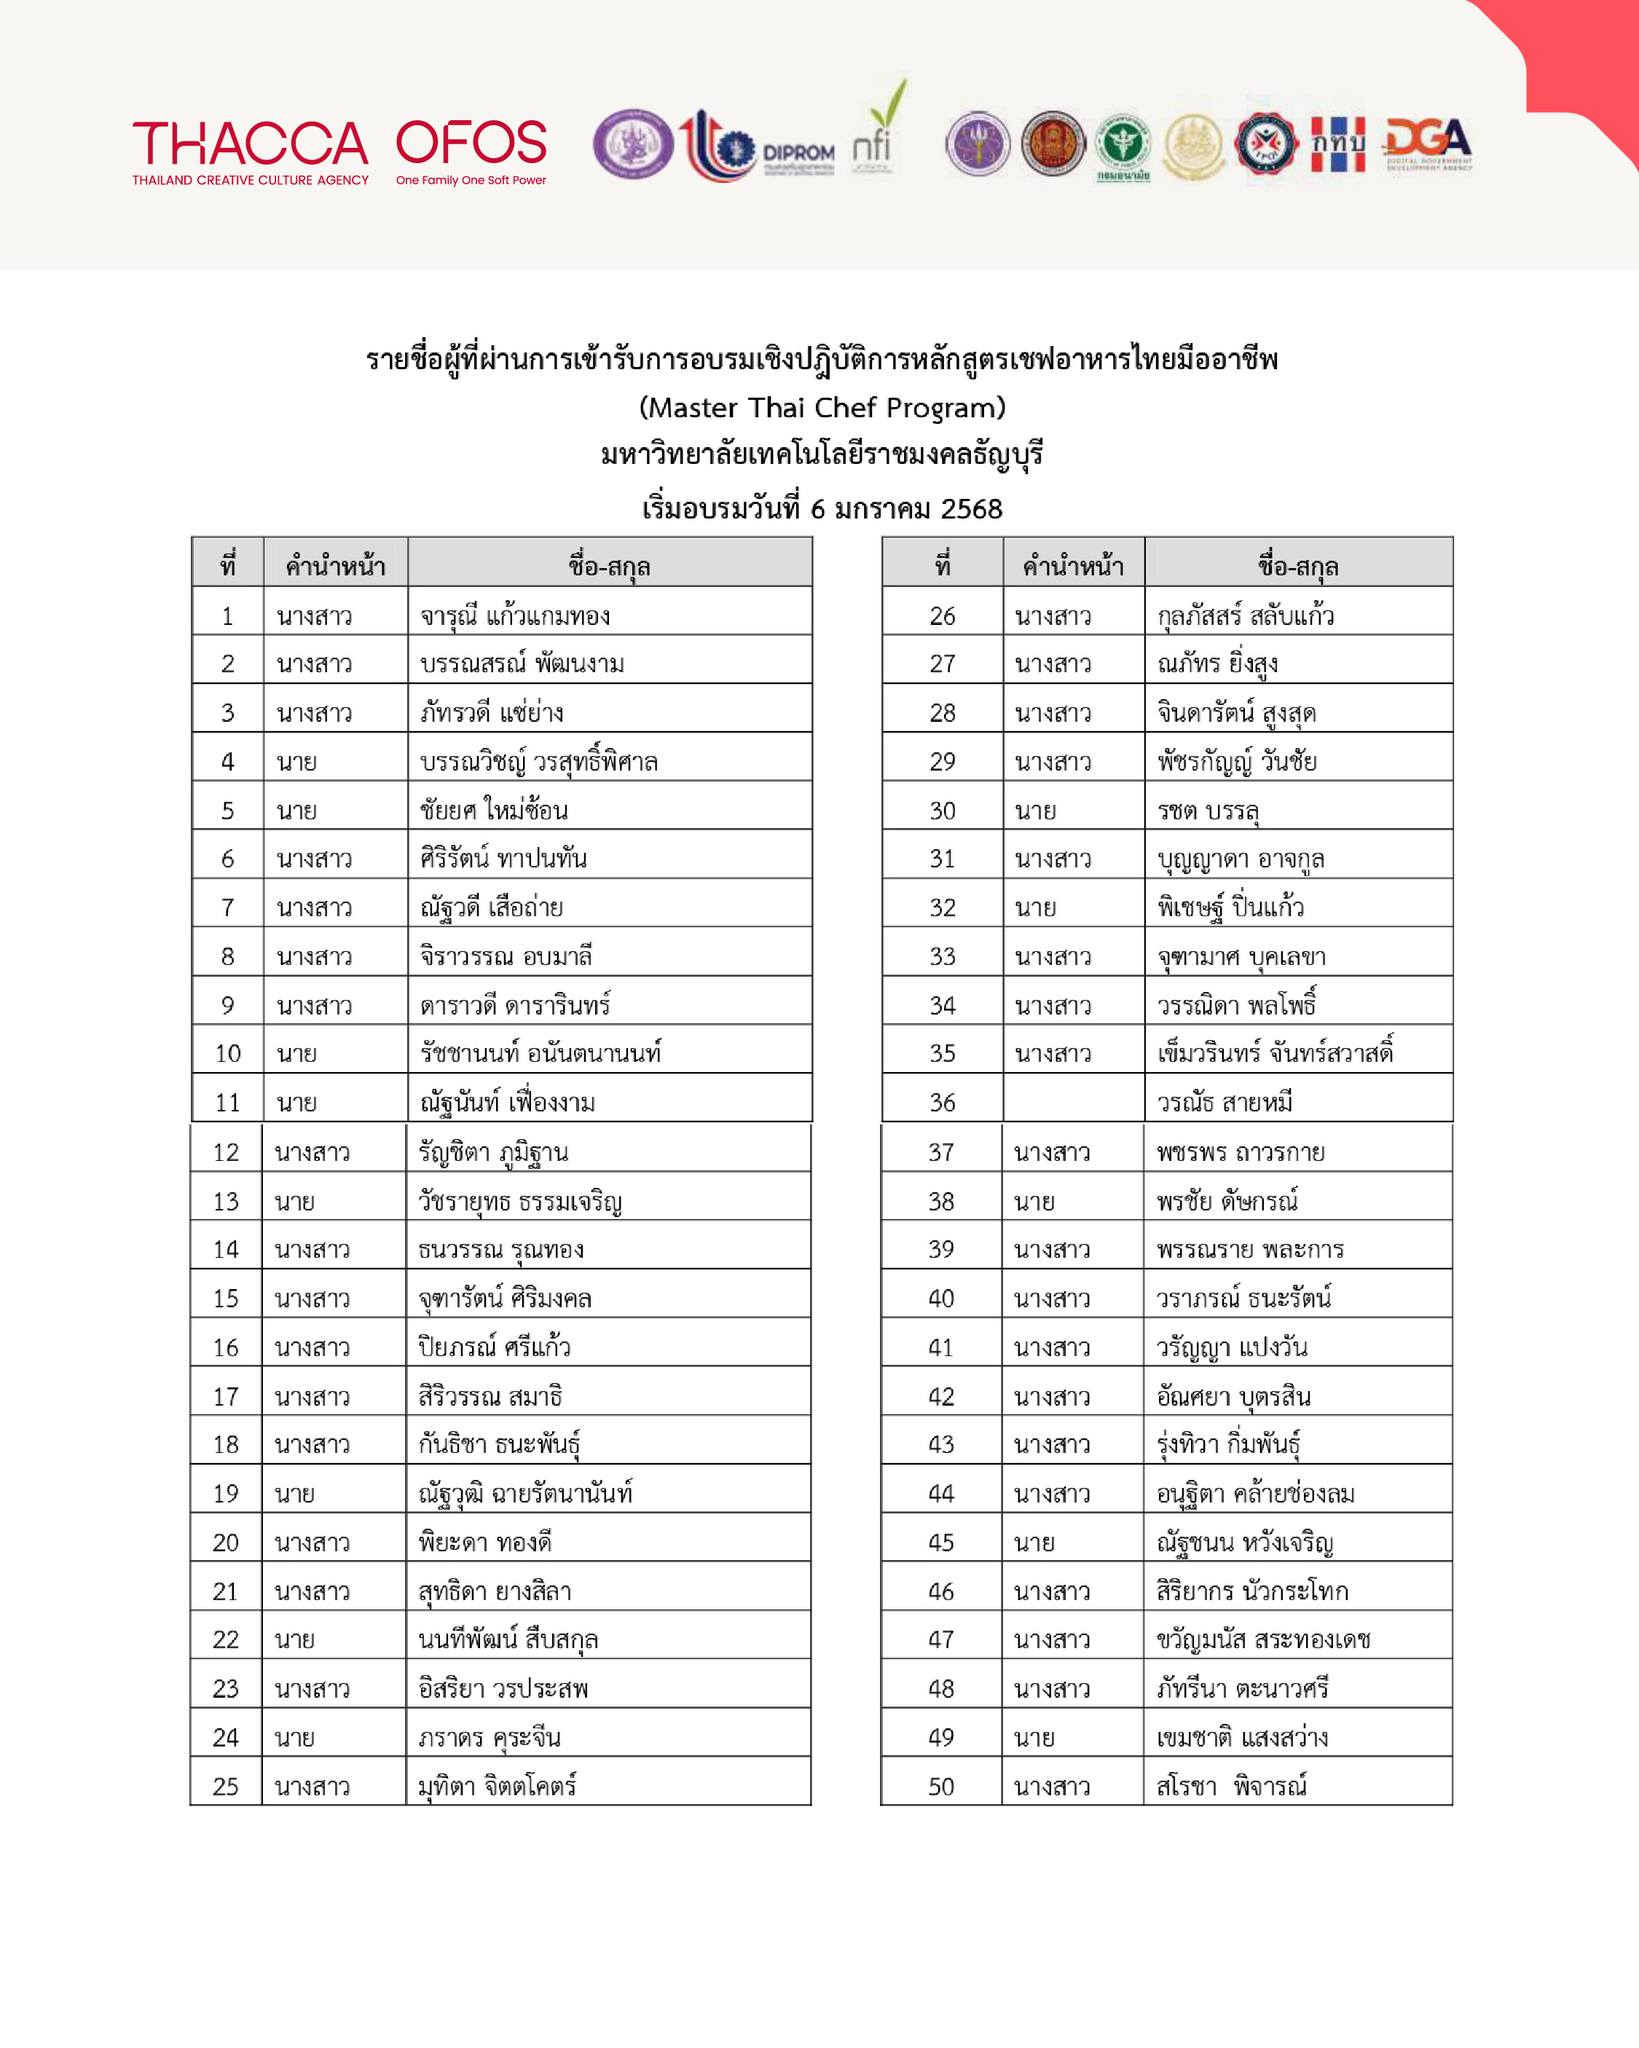 THACCA OFOS
THAILAND CREATIVE CULTURE AGENCY One Family One Soft Power
DIPROM
nfi
กรมอนามัย
กทบ
DGA
DIGITAL GOVERNMENT
DEVELOPMENT AGENCY
รายชื่อผู้ที่ผ่านการเข้ารับการอบรมเชิงปฎิบัติการหลักสูตรเชฟอาหารไทยมืออาชีพ
(Master Thai Chef Program)
มหาวิทยาลัยเทคโนโลยีราชมงคลธัญบุรี
เริ่มอบรมวันที่ 6 มกราคม 2568
ที่ คำนำหน้า ชื่อ-สกุล
1 นางสาว จารุณี แก้วแกมทอง
2 นางสาว บรรณสรณ์ พัฒนงาม
3 นางสาว ภัทรวดี แซ่ย่าง
4 นาย บรรณวิชญ์ วรสุทธิ์พิศาล
5 นาย ชัยยศ ใหม่ซ้อน
6 นางสาว ศิริรัตน์ ทาปนทัน
7 นางสาว ณัฐวดี เสือถ่าย
8 นางสาว จิราวรรณ อบมาลี
9 นางสาว ดาราวดี ดารารินทร์
10 นาย รัชชานนท์ อนันตนานนท์
11 นาย ณัฐนันท์ เฟื่องงาม
12 นางสาว รัญชิตา ภูมิฐาน
13 นาย วัชรายุทธ ธรรมเจริญ
14 นางสาว ธนวรรณ รุณทอง
15 นางสาว จุฑารัตน์ ศิริมงคล
16 นางสาว ปิยภรณ์ ศรีแก้ว
17 นางสาว สิริวรรณ สมาธิ
18 นางสาว กันธิชา ธนะพันธุ์
19 นาย ณัฐวุฒิ ฉายรัตนานันท์
20 นางสาว พิยะดา ทองดี
21 นางสาว สุทธิดา ยางสิลา
22 นาย นนทีพัฒน์ สืบสกุล
23 นางสาว อิสริยา วรประสพ
24 นาย ภราดร คุระจีน
25 นางสาว มุทิตา จิตตโคตร์
ที่ คำนำหน้า ชื่อ-สกุล
26 นางสาว กุลภัสสร์ สลับแก้ว
27 นางสาว ณภัทร ยิ่งสูง
28 นางสาว จินดารัตน์ สูงสุด
29 นางสาว พัชรกัญญ์ วันชัย
30 นาย รชต บรรลุ
31 นางสาว บุญญาดา อาจกูล
32 นาย พิเชษฐ์ ปิ่นแก้ว
33 นางสาว จุฑามาศ บุคเลขา
34 นางสาว วรรณิดา พลโพธิ์
35 นางสาว เข็มวรินทร์ จันทร์สวาสดิ์
36 วรณัธ สายหมี
37 นางสาว พชรพร ถาวรกาย
38 นาย พรชัย ดัษกรณ์
39 นางสาว พรรณราย พละการ
40 นางสาว วราภรณ์ ธนะรัตน์
41 นางสาว วรัญญา แปงวัน
42 นางสาว อัณศยา บุตรสิน
43 นางสาว รุ่งทิวา กิ่มพันธุ์
44 นางสาว อนุฐิตา คล้ายช่องลม
45 นาย ณัฐชนน หวังเจริญ
46 นางสาว สิริยากร นัวกระโทก
47 นางสาว ขวัญมนัส สระทองเดช
48 นางสาว ภัทรีนา ตะนาวศรี
49 นาย เขมชาติ แสงสว่าง
50 นางสาว สโรชา พิจารณ์